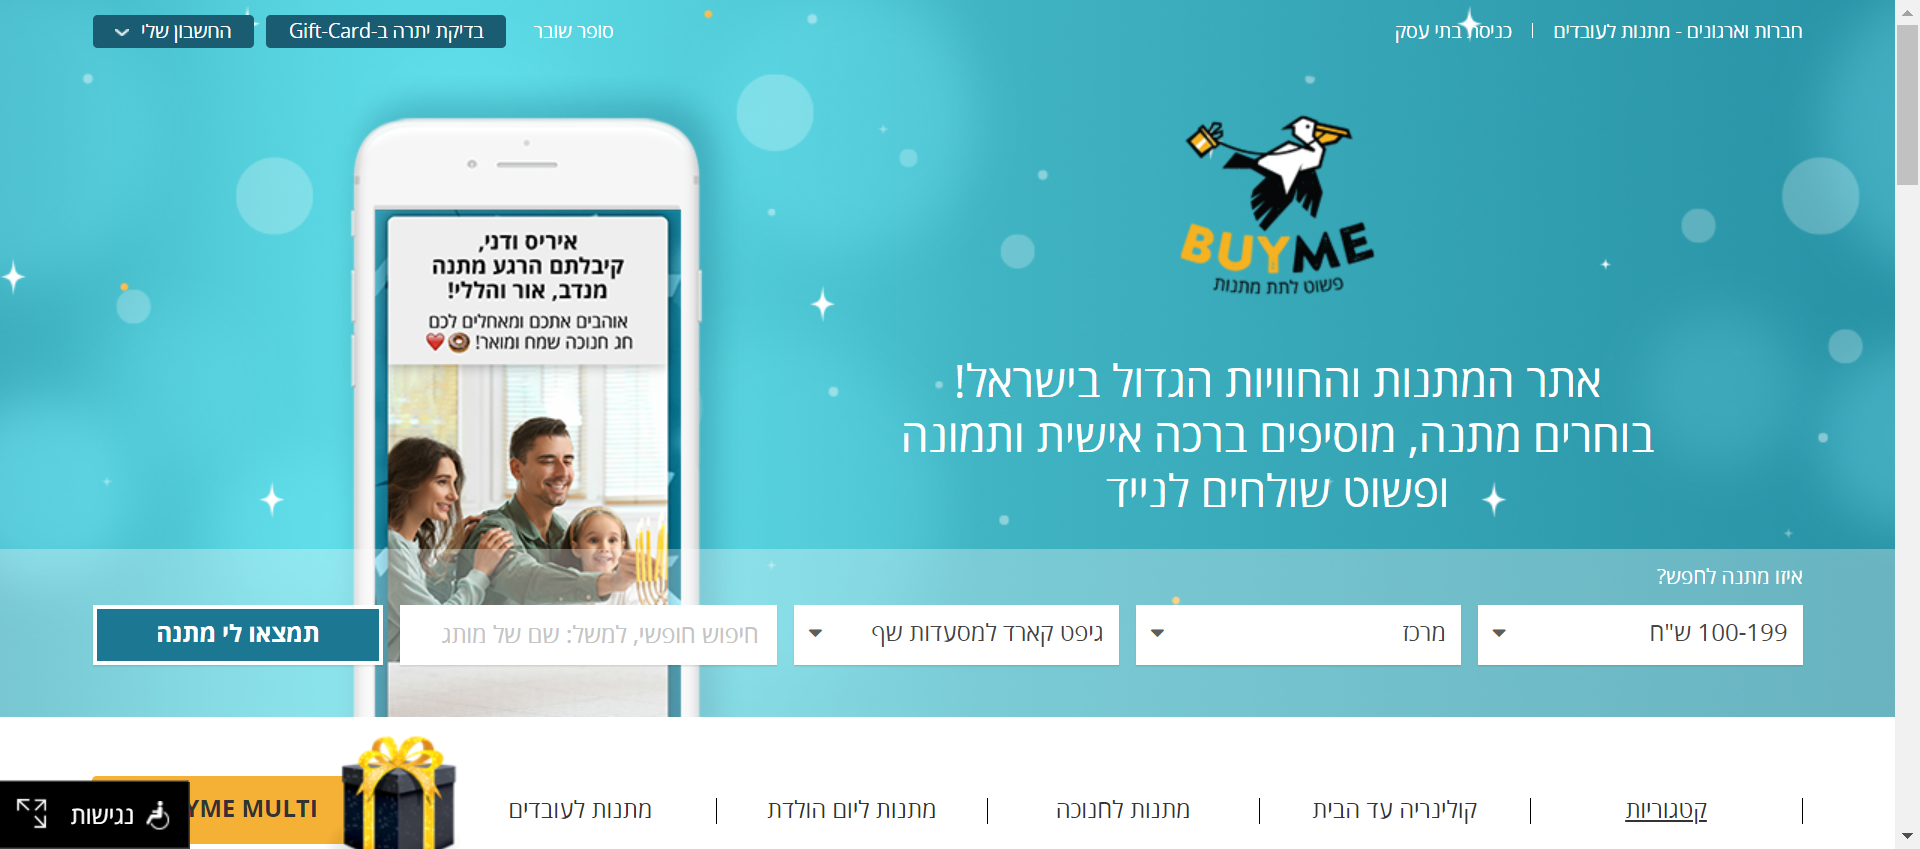 חברות וארגונים - מתנות לעובדים
כניסת בתי עסק
סופר שובר
בדיקת יתרה ב-Gift-Card
החשבון שלי
BUYME
פשוט לתת מתנות
איריס ודני,
קיבלתם הרגע מתנה
מנדב, אור והללי!
אוהבים אתכם ומאחלים לכם
חג חנוכה שמח ומואר!
אתר המתנות והחוויות הגדול בישראל!
בוחרים מתנה, מוסיפים ברכה אישית ותמונה
ופשוט שולחים לנייד
איזו מתנה לחפש?
100-199 ש"ח
מרכז
גיפט קארד למסעדות שף
חיפוש חופשי, למשל: שם של מותג
תמצאו לי מתנה
קטגוריות
קולינריה עד הבית
מתנות לחנוכה
מתנות ליום הולדת
מתנות לעובדים
YME MULTI
נגישות